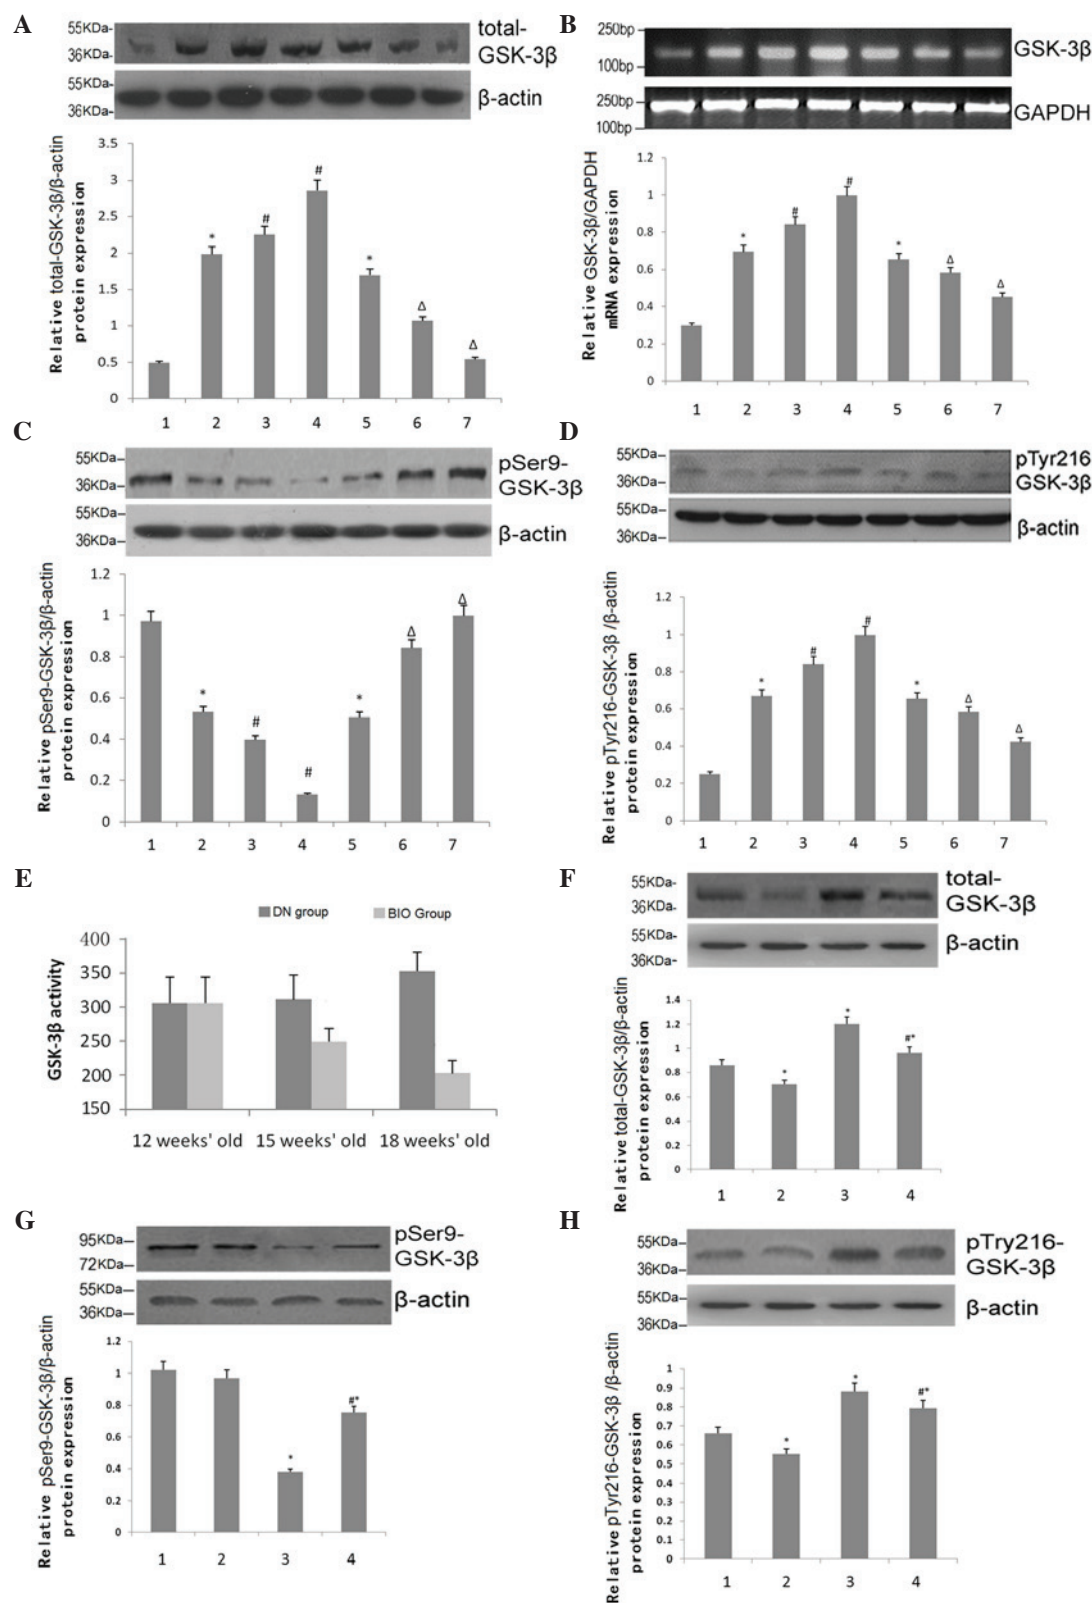 A
55KDa-
36KDa-
total-
GSK-3β
55KDa-
36KDa-
β-actin
Relative total-GSK-3β/β-actin
protein expression
3.5
3
2.5
2
1.5
1
0.5
0
* # # * Δ Δ
1 2 3 4 5 6 7
B
250bp
100bp
GSK-3β
250bp
100bp
GAPDH
Relative GSK-3β/GAPDH
mRNA expression
1.2
1
0.8
0.6
0.4
0.2
0
* # # * Δ Δ
1 2 3 4 5 6 7
C
55KDa-
36KDa-
pSer9-
GSK-3β
55KDa-
36KDa-
β-actin
Relative pSer9-GSK-3β/β-actin
protein expression
1.2
1
0.8
0.6
0.4
0.2
0
* # # * Δ Δ
1 2 3 4 5 6 7
D
55KDa-
36KDa-
pTyr216
GSK-3β
55KDa-
36KDa-
β-actin
Relative pTyr216-GSK-3β /β-actin
protein expression
1.2
1
0.8
0.6
0.4
0.2
0
* # # * Δ Δ
1 2 3 4 5 6 7
E
DN group BIO Group
GSK-3β activity
400
350
300
250
200
150
12 weeks' old 15 weeks' old 18 weeks' old
F
55KDa-
36KDa-
total-
GSK-3β
55KDa-
36KDa-
β-actin
Relative total-GSK-3β/β-actin
protein expression
1.4
1.2
1
0.8
0.6
0.4
0.2
0
* * #*
1 2 3 4
G
95KDa-
72KDa-
pSer9-
GSK-3β
55KDa-
36KDa-
β-actin
Relative pSer9-GSK-3β/β-actin
protein expression
1.2
1
0.8
0.6
0.4
0.2
0
* #*
1 2 3 4
H
55KDa-
36KDa-
pTry216-
GSK-3β
55KDa-
36KDa-
β-actin
Relative pTyr216-GSK-3β /β-actin
protein expression
1
0.9
0.8
0.7
0.6
0.5
0.4
0.3
0.2
0.1
0
* * #*
1 2 3 4